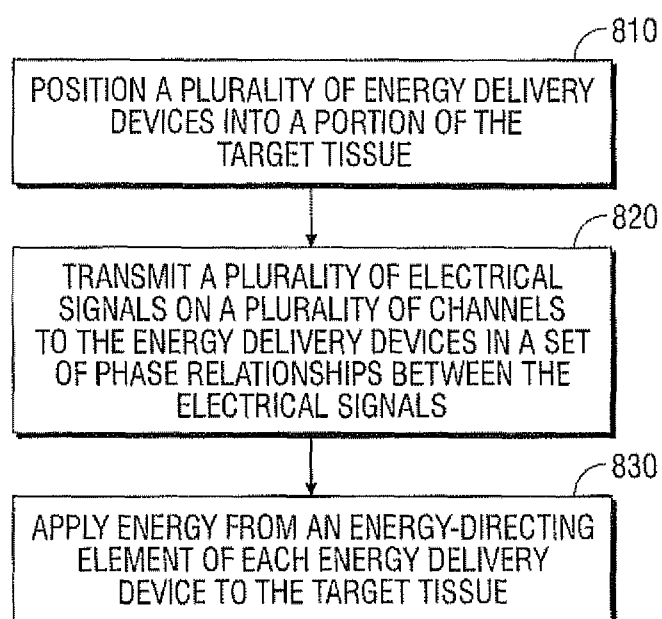 810
POSITION A PLURALITY OF ENERGY DELIVERY
DEVICES INTO A PORTION OF THE
TARGET TISSUE
820
TRANSMIT A PLURALITY OF ELECTRICAL
SIGNALS ON A PLURALITY OF CHANNELS
TO THE ENERGY DELIVERY DEVICES IN A SET
OF PHASE RELATIONSHIPS BETWEEN THE
ELECTRICAL SIGNALS
830
APPLY ENERGY FROM AN ENERGY-DIRECTING
ELEMENT OF EACH ENERGY DELIVERY
DEVICE TO THE TARGET TISSUE